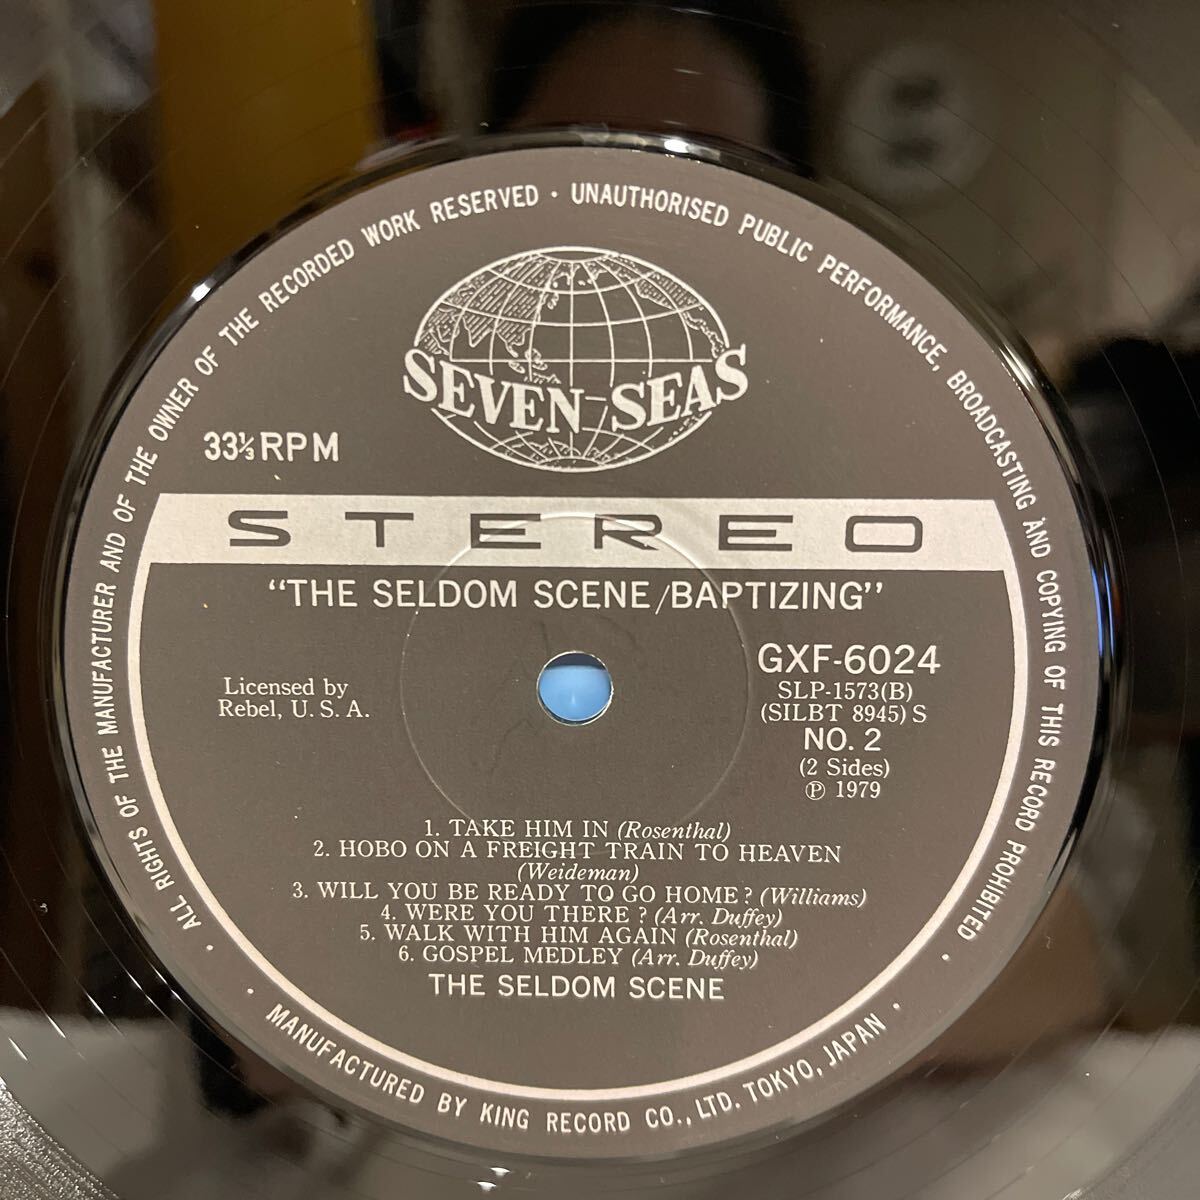 ALL RIGHTS OF THE MANUFACTURER AND OF THE OWNER OF THE RECORDED WORK RESERVED · UNAUTHORISED PUBLIC PERFORMANCE, BROADCASTING AND COPYING OF THIS RECORD PROHIBITED
SEVEN SEAS
33⅓ RPM
STEREO
"THE SELDOM SCENE/BAPTIZING"
Licensed by
Rebel, U. S. A.
GXF-6024
SLP-1573(B)
(SILBT 8945) S
NO. 2
(2 Sides)
Ⓟ 1979
1. TAKE HIM IN (Rosenthal)
2. HOBO ON A FREIGHT TRAIN TO HEAVEN
(Weideman)
3. WILL YOU BE READY TO GO HOME? (Williams)
4. WERE YOU THERE? (Arr. Duffey)
5. WALK WITH HIM AGAIN (Rosenthal)
6. GOSPEL MEDLEY (Arr. Duffey)
THE SELDOM SCENE
· MANUFACTURED BY KING RECORD CO., LTD. TOKYO, JAPAN ·